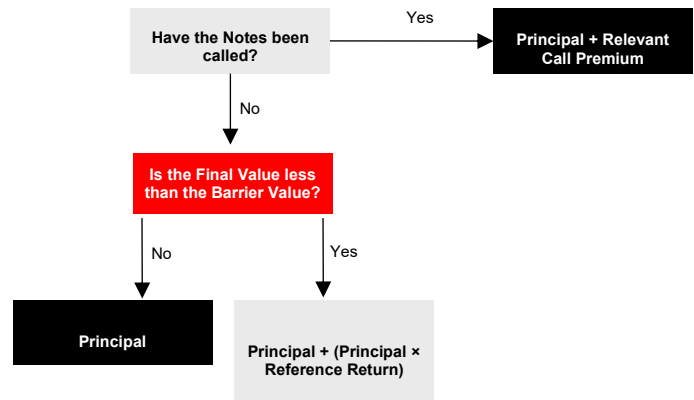 Have the Notes been
called?
Yes
Principal + Relevant
Call Premium
No
Is the Final Value less
than the Barrier Value?
No
Yes
Principal
Principal + (Principal ×
Reference Return)